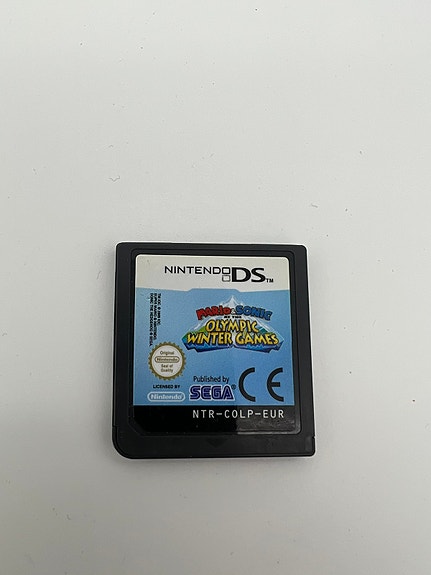 NINTENDO DS TM
MARIO & SONIC
AT THE
OLYMPIC
WINTER GAMES
Original
Nintendo
Seal of
Quality
LICENSED BY
Nintendo
Published by
SEGA
CE
NTR-COLP-EUR